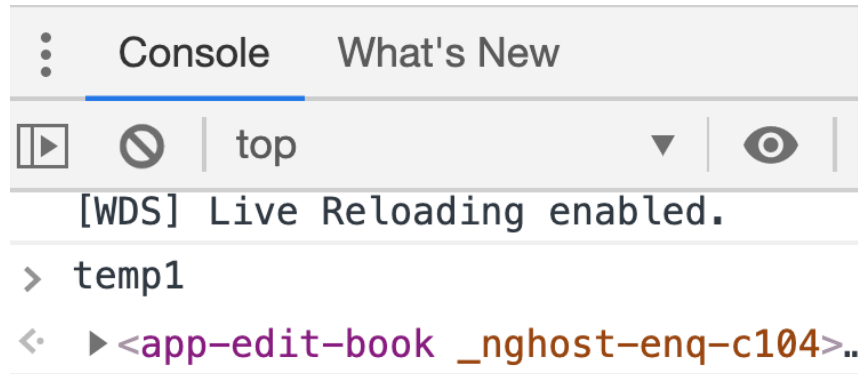 Console What's New
top
[WDS] Live Reloading enabled.
> temp1
<app-edit-book _nghost-enq-c104>…